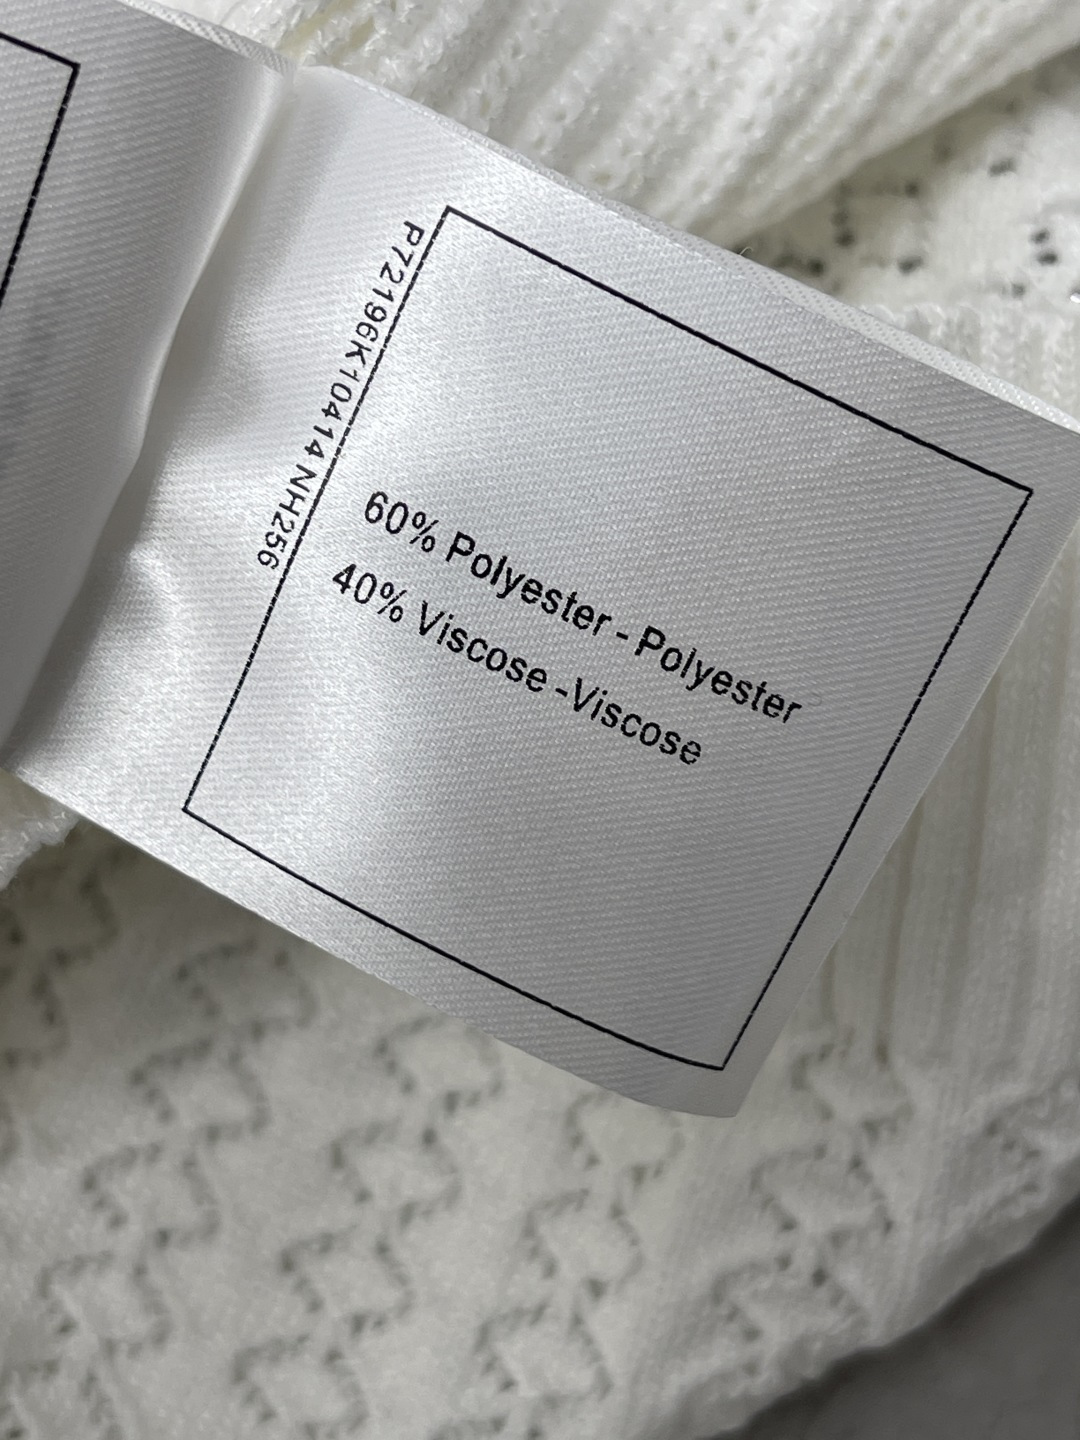 P72196K10414 NH256
60% Polyester - Polyester
40% Viscose -Viscose